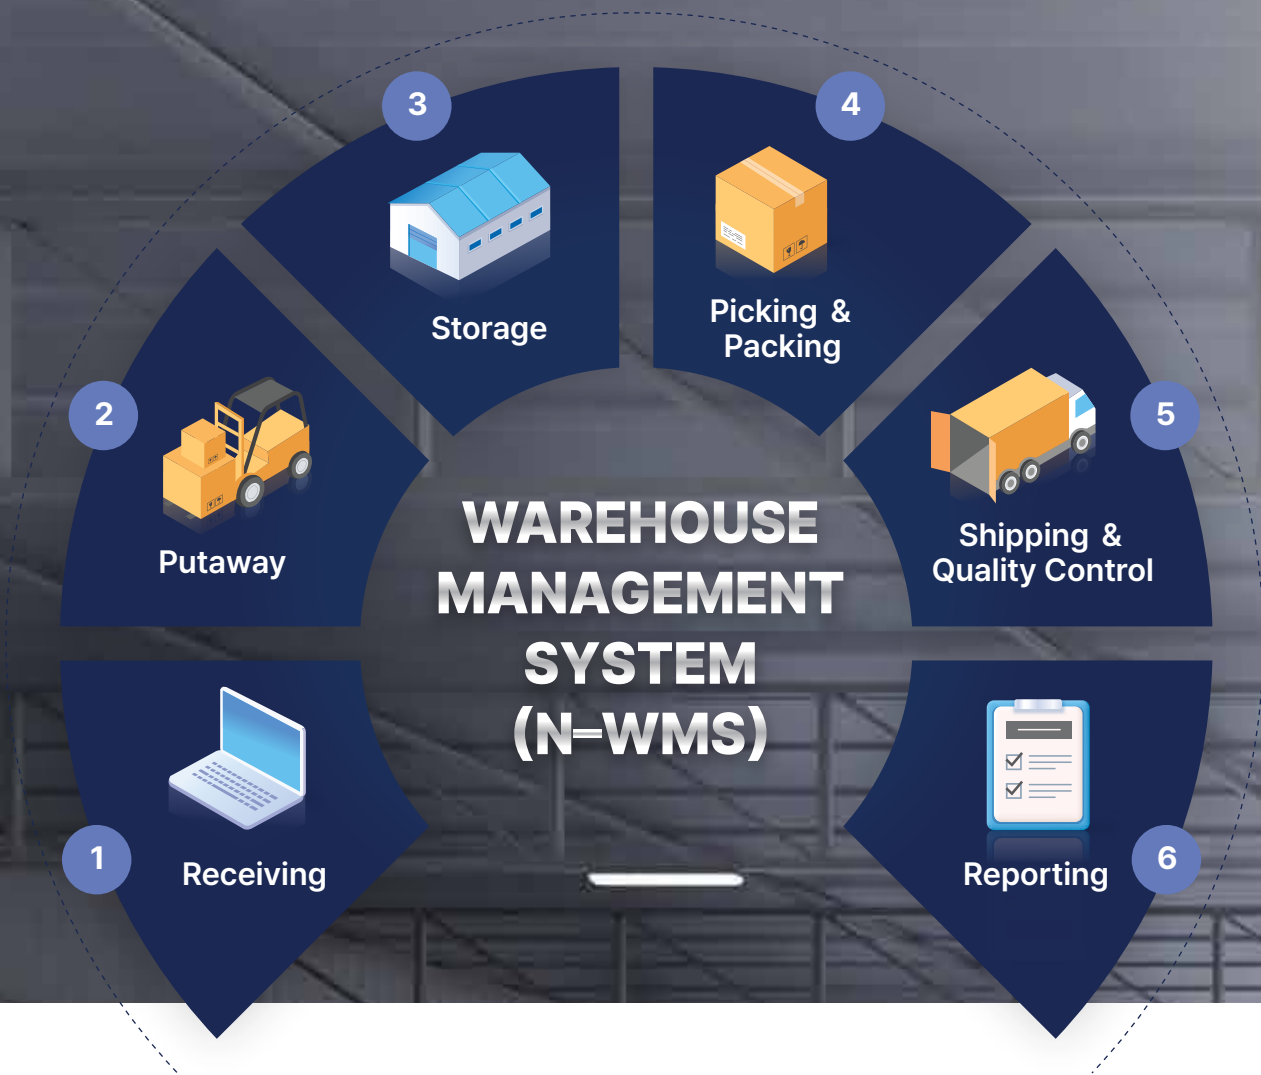 3
4
Storage
Picking &
Packing
2
5
Putaway
Shipping &
Quality Control
WAREHOUSE
MANAGEMENT
SYSTEM
(N-WMS)
1
Receiving
6
Reporting